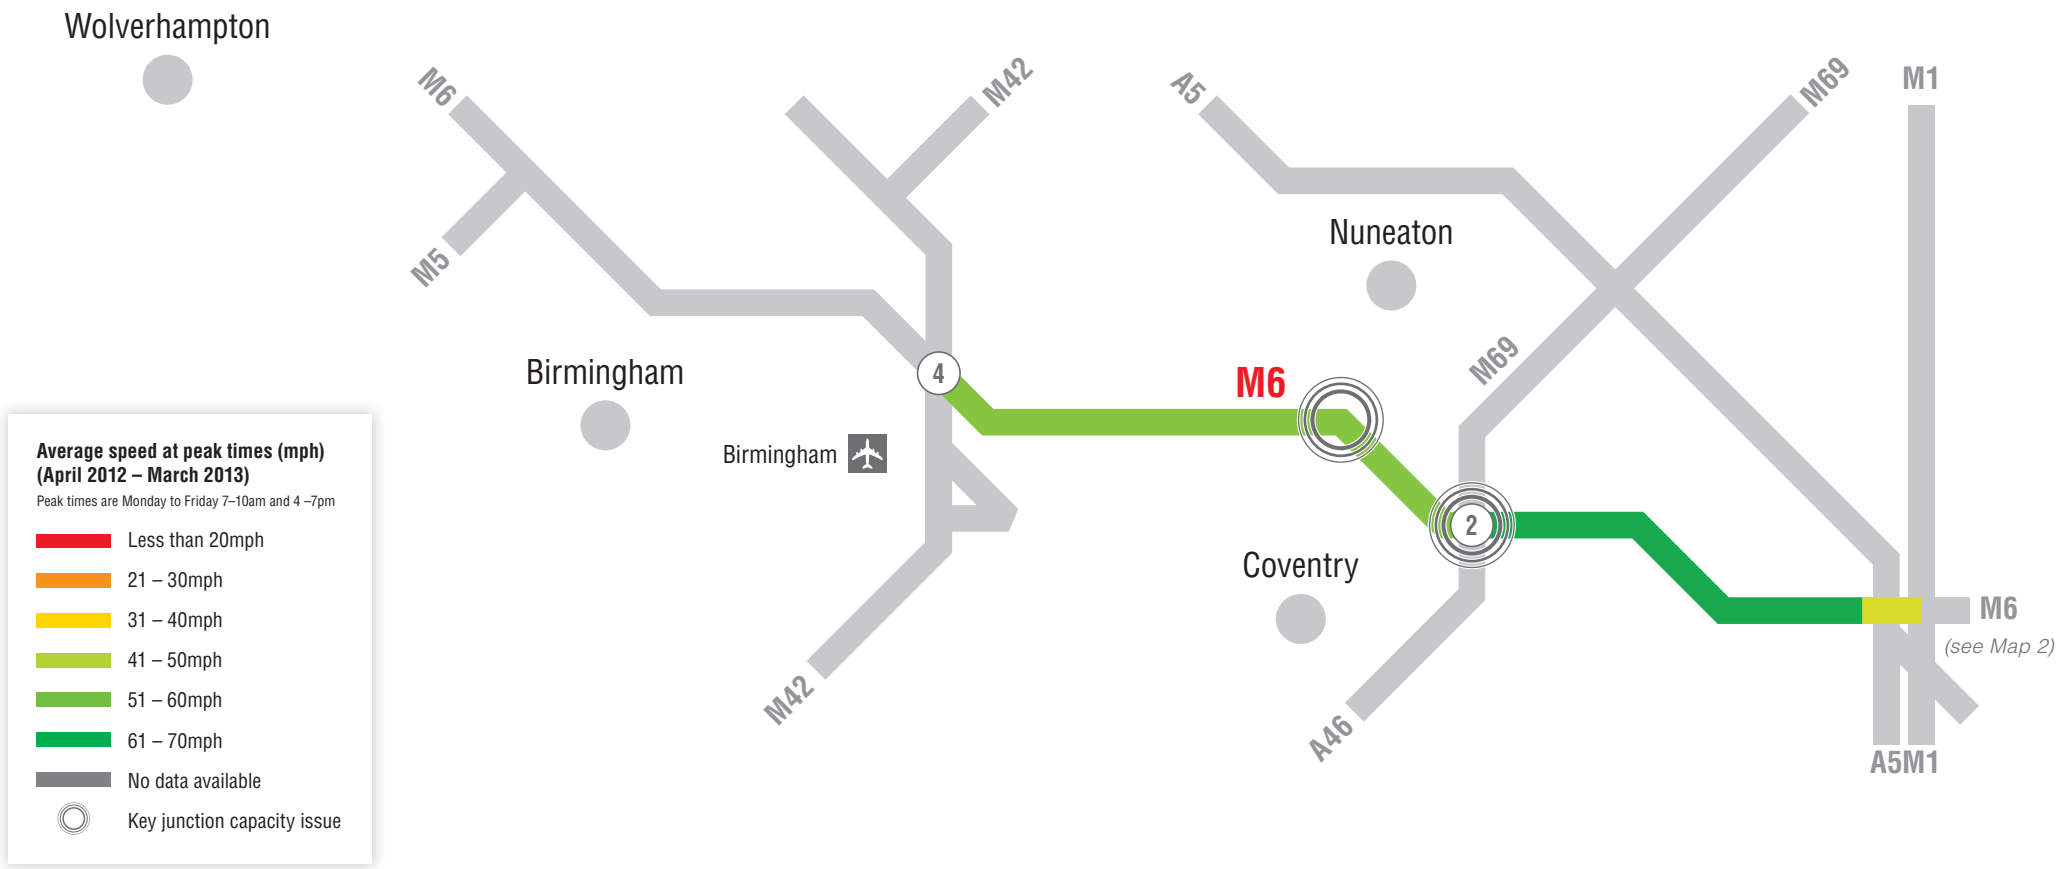 Wolverhampton
M6
M42
A5
M69
M1
M5
Nuneaton
M69
Birmingham
4
M6
Birmingham
2
Coventry
M6
(see Map 2)
M42
A46
A5 M1
Average speed at peak times (mph)
(April 2012 – March 2013)
Peak times are Monday to Friday 7–10am and 4 –7pm
Less than 20mph
21 – 30mph
31 – 40mph
41 – 50mph
51 – 60mph
61 – 70mph
No data available
Key junction capacity issue